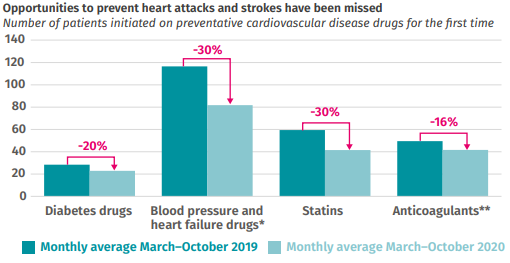 Opportunities to prevent heart attacks and strokes have been missed
Number of patients initiated on preventative cardiovascular disease drugs for the first time
140
120
100
80
60
40
20
0
-20%
-30%
-30%
-16%
Diabetes drugs
Blood pressure and
heart failure drugs*
Statins
Anticoagulants**
Monthly average March–October 2019
Monthly average March–October 2020